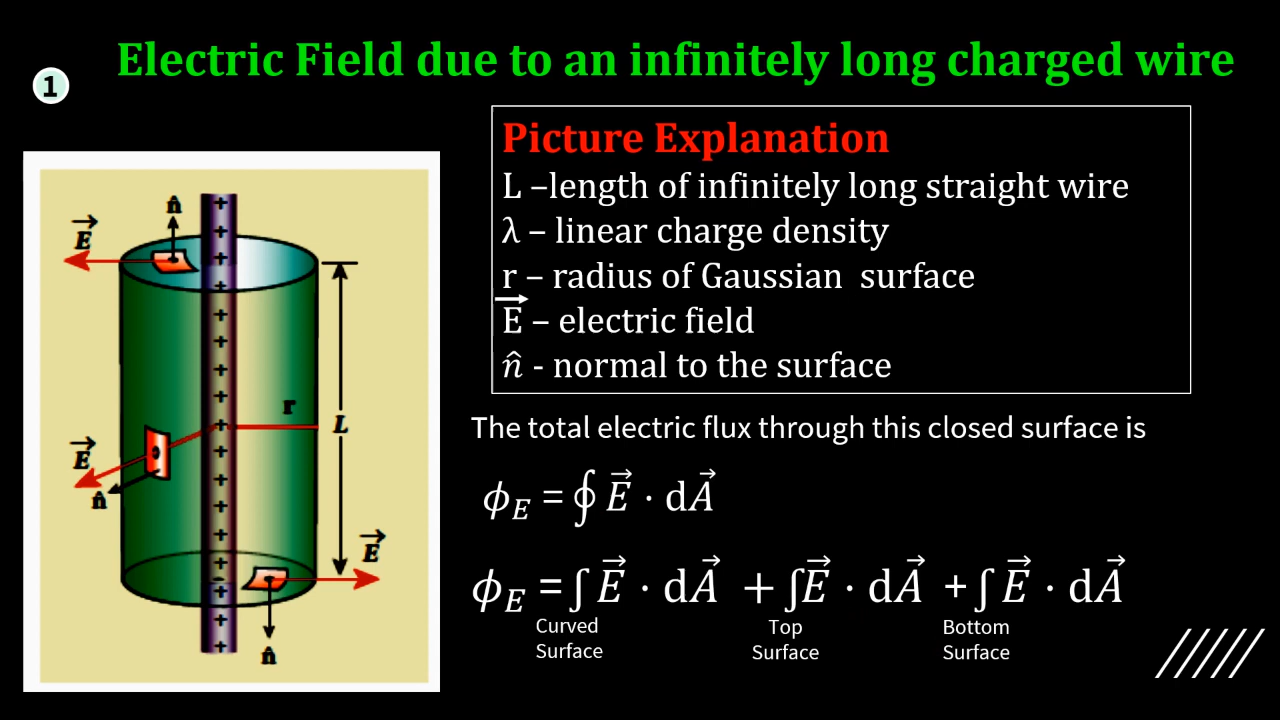 Electric Field due to an infinitely long charged wire
1
Picture Explanation
L –length of infinitely long straight wire
λ – linear charge density
r – radius of Gaussian surface
E⃗ – electric field
n̂ - normal to the surface
n̂
E⃗
r
L
E⃗
n̂
E⃗
n̂
The total electric flux through this closed surface is
ϕ_E = ∮ E⃗ · dA⃗
ϕ_E = ∫ E⃗ · dA⃗ + ∫E⃗ · dA⃗ + ∫ E⃗ · dA⃗
Curved Surface
Top Surface
Bottom Surface